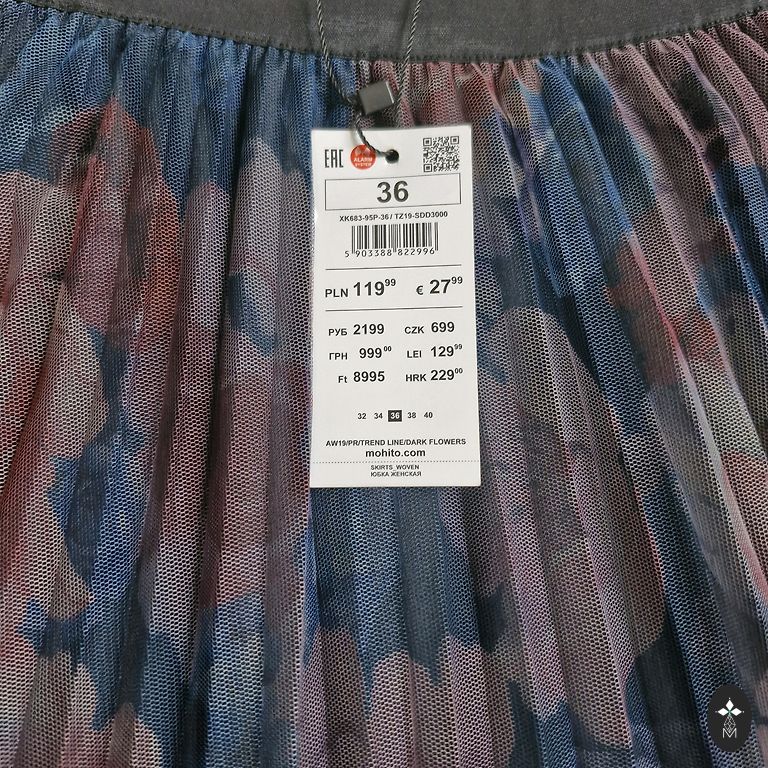 EAC ALARM SYSTEM
36
XK683-95P-36 / TZ19-SDD3000
5 903388 822996
PLN 119⁹⁹ € 27⁹⁹
РУБ 2199 CZK 699
ГРН 999⁰⁰ LEI 129⁹⁹
Ft 8995 HRK 229⁰⁰
32 34 36 38 40
AW19/PR/TREND LINE/DARK FLOWERS
mohito.com
SKIRTS_WOVEN
ЮБКА ЖЕНСКАЯ
M